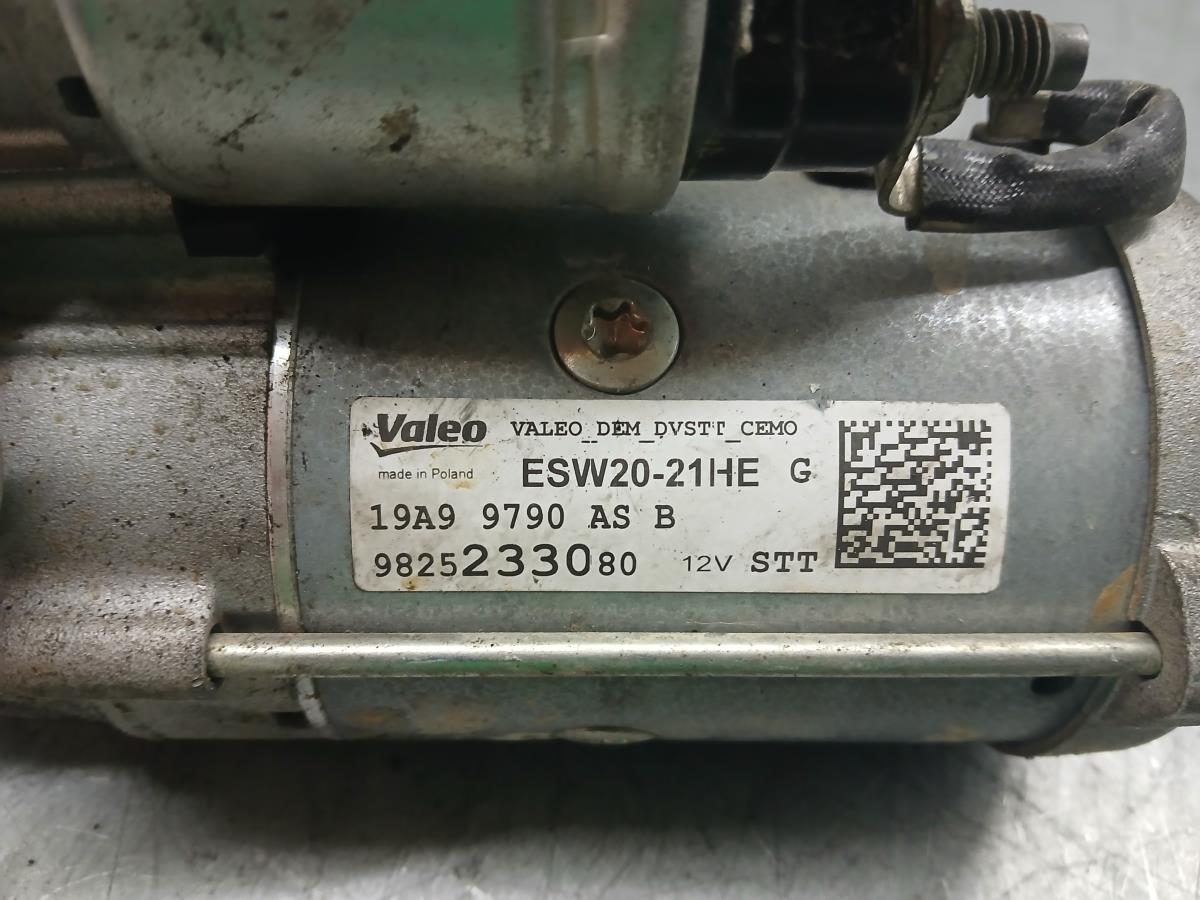 Valeo VALEO_DEM_DVSTT_CEMO
made in Poland ESW20-21HE G
19A9 9790 AS B
9825233080 12V STT